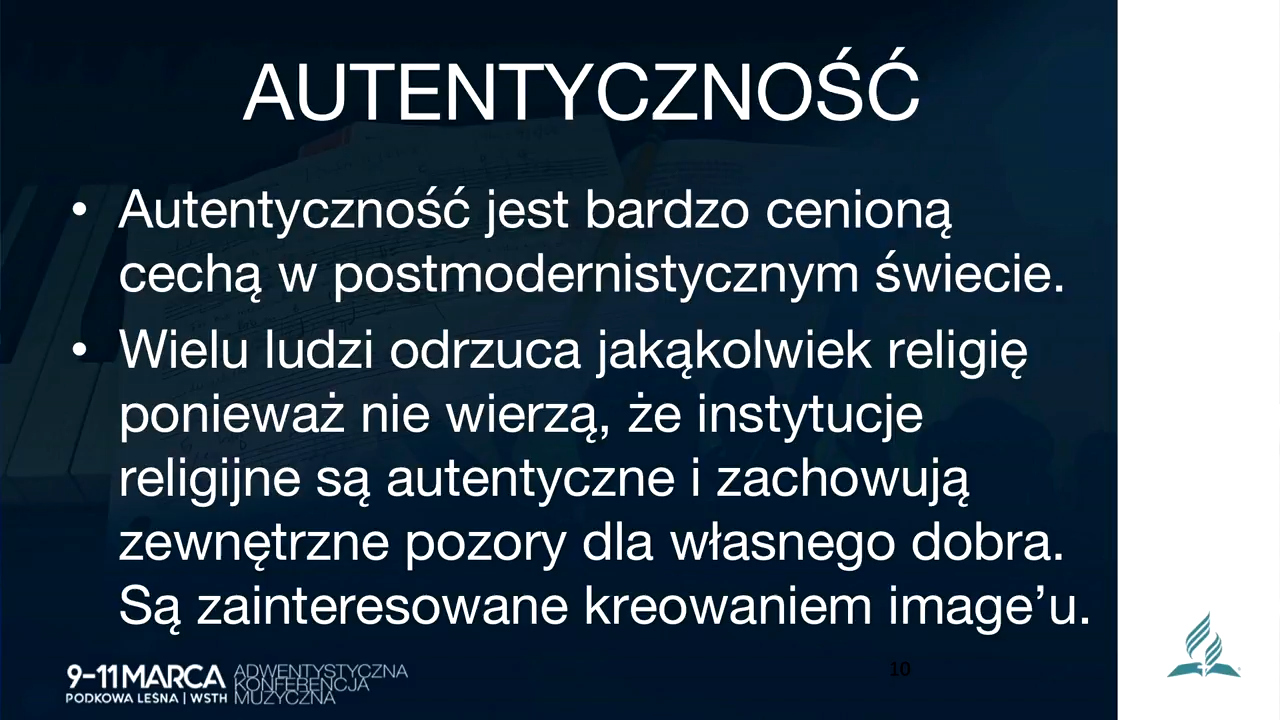 AUTENTYCZNOŚĆ
• Autentyczność jest bardzo cenioną
cechą w postmodernistycznym świecie.
• Wielu ludzi odrzuca jakąkolwiek religię
ponieważ nie wierzą, że instytucje
religijne są autentyczne i zachowują
zewnętrzne pozory dla własnego dobra.
Są zainteresowane kreowaniem image’u.
9-11 MARCA
PODKOWA LEŚNA | WSTH
ADWENTYSTYCZNA
KONFERENCJA
MUZYCZNA
10